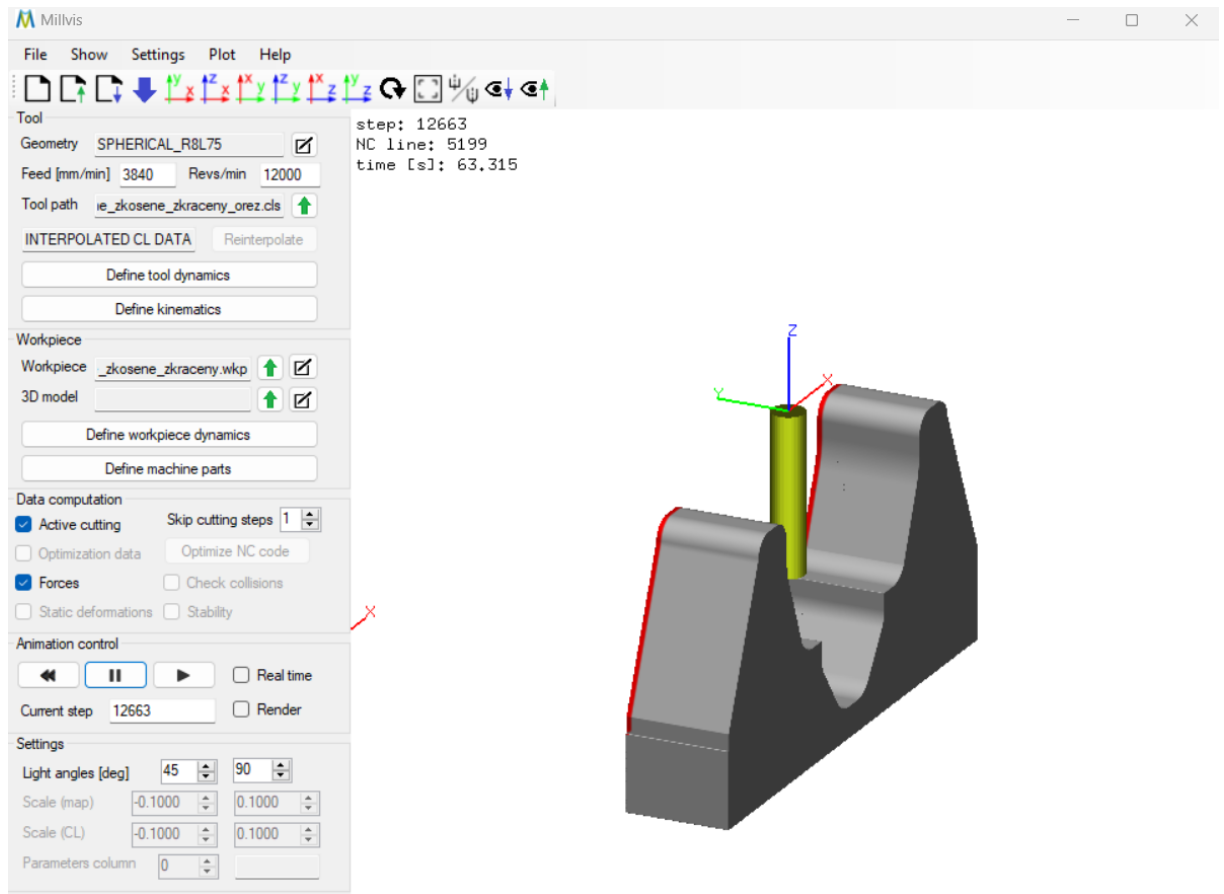 Millvis
File Show Settings Plot Help
y x z x x y z y x z y z
Tool
Geometry SPHERICAL_R8L75
Feed [mm/min] 3840 Revs/min 12000
Tool path ıe_zkosene_zkraceny_orez.cls
INTERPOLATED CL DATA Reinterpolate
Define tool dynamics
Define kinematics
Workpiece
Workpiece _zkosene_zkraceny.wkp
3D model
Define workpiece dynamics
Define machine parts
Data computation
Active cutting Skip cutting steps 1
Optimization data Optimize NC code
Forces Check collisions
Static deformations Stability
Animation control
Real time
Current step 12663 Render
Settings
Light angles [deg] 45 90
Scale (map) -0.1000 0.1000
Scale (CL) -0.1000 0.1000
Parameters column 0
step: 12663
NC line: 5199
time [s]: 63.315
Z
Y X
X